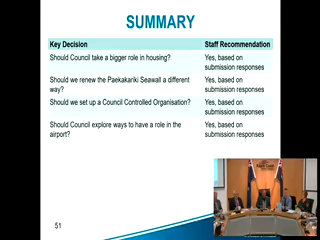 SUMMARY
Key Decision Staff Recommendation
Should Council take a bigger role in housing? Yes, based on
submission responses
Should we renew the Paekakariki Seawall a different Yes, based on
way? submission responses
Should we set up a Council Controlled Organisation? Yes, based on
submission responses
Should Council explore ways to have a role in the Yes, based on
airport? submission responses
51